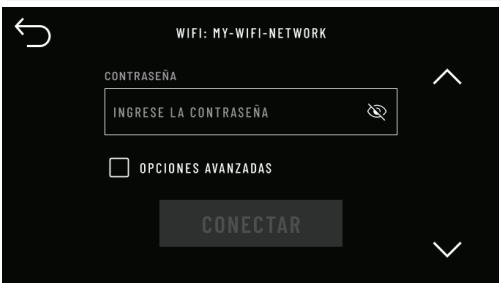 WIFI: MY-WIFI-NETWORK
CONTRASEÑA
INGRESE LA CONTRASEÑA
OPCIONES AVANZADAS
CONECTAR